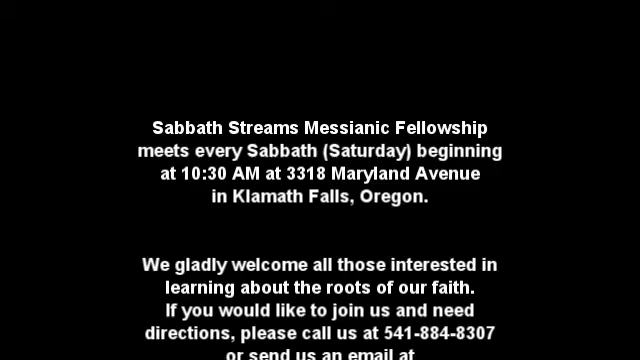 Sabbath Streams Messianic Fellowship
meets every Sabbath (Saturday) beginning
at 10:30 AM at 3318 Maryland Avenue
in Klamath Falls, Oregon.
We gladly welcome all those interested in
learning about the roots of our faith.
If you would like to join us and need
directions, please call us at 541-884-8307
or send us an email at